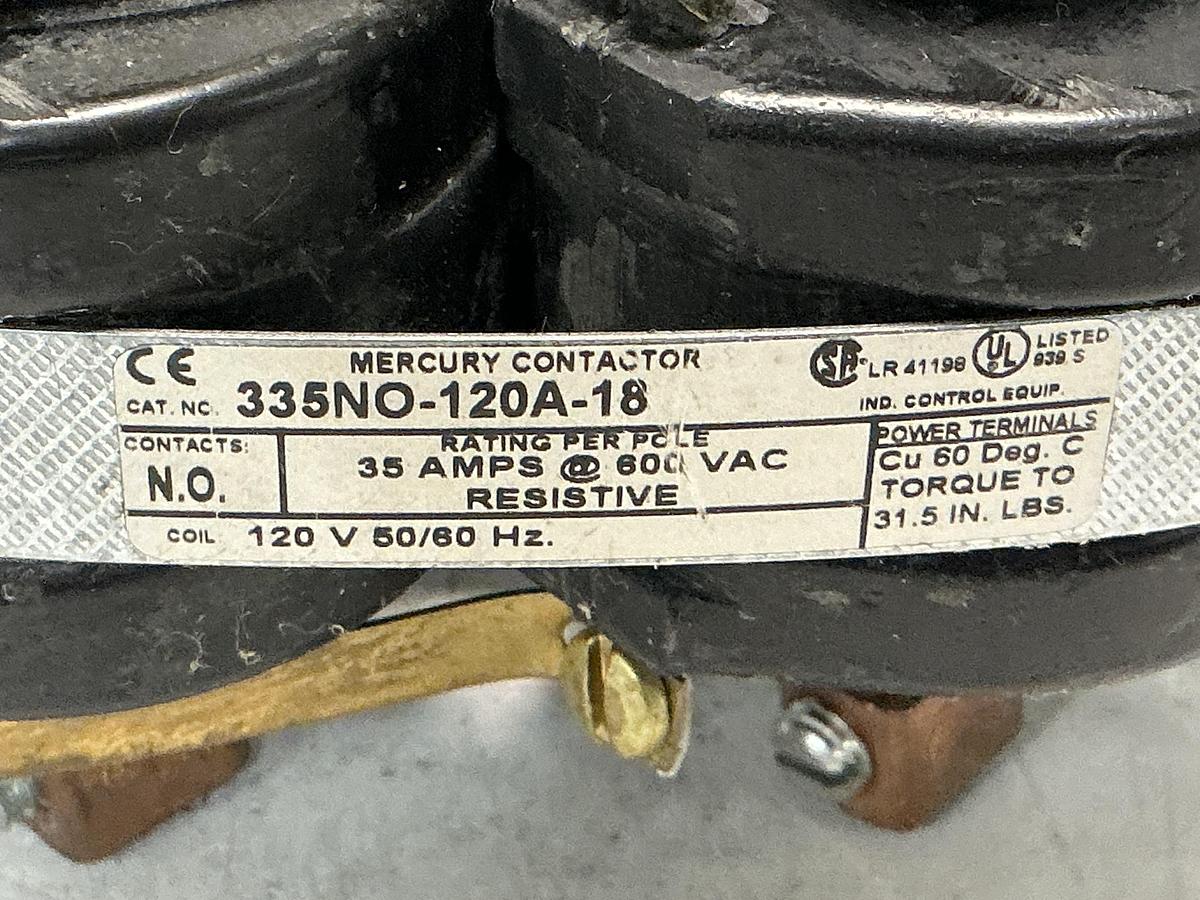 CE MERCURY CONTACTOR
CAT. NO. 335NO-120A-18
SA LR 41198 UL LISTED
939 S
IND. CONTROL EQUIP.
CONTACTS:
N.O.
RATING PER POLE
35 AMPS @ 600 VAC
RESISTIVE
POWER TERMINALS
Cu 60 Deg. C
TORQUE TO
31.5 IN. LBS.
COIL 120 V 50/60 Hz.